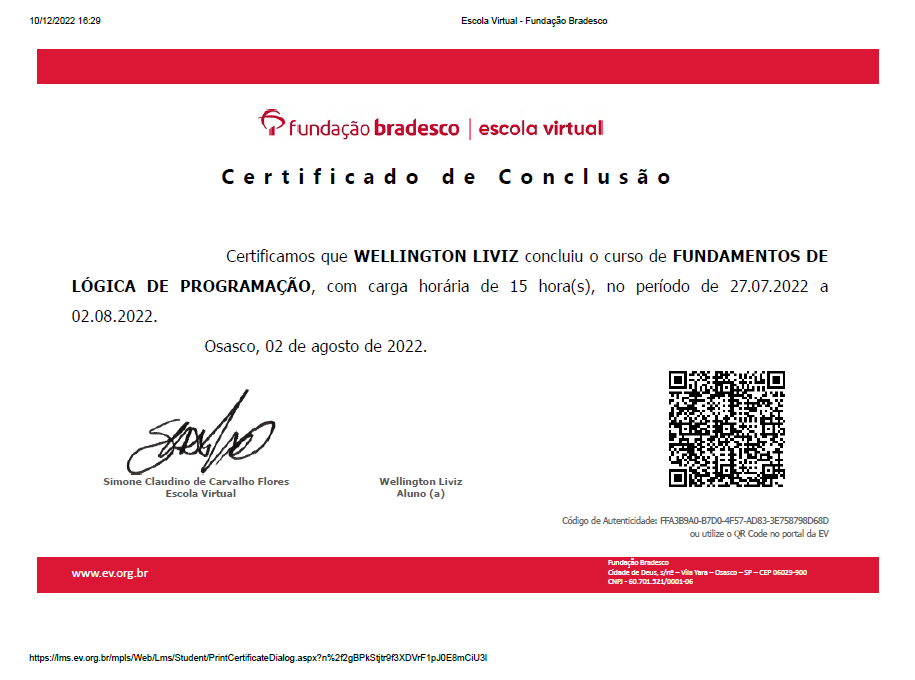 10/12/2022 16:29 Escola Virtual - Fundação Bradesco
fundação bradesco | escola virtual
Certificado de Conclusão
Certificamos que WELLINGTON LIVIZ concluiu o curso de FUNDAMENTOS DE
LÓGICA DE PROGRAMAÇÃO, com carga horária de 15 hora(s), no período de 27.07.2022 a
02.08.2022.
Osasco, 02 de agosto de 2022.
Simone Claudino de Carvalho Flores
Escola Virtual
Wellington Liviz
Aluno (a)
Código de Autenticidade: FFA3B9A0-B7D0-4F57-AD83-3E758798D68D
ou utilize o QR Code no portal da EV
www.ev.org.br
Fundação Bradesco
Cidade de Deus, s/nº – Vila Yara – Osasco – SP – CEP 06029-900
CNPJ - 60.701.521/0001-06
https://lms.ev.org.br/mpls/Web/Lms/Student/PrintCertificateDialog.aspx?n%2f2gBPkStjtr9f3XDVrF1pJ0E8mCiU3l